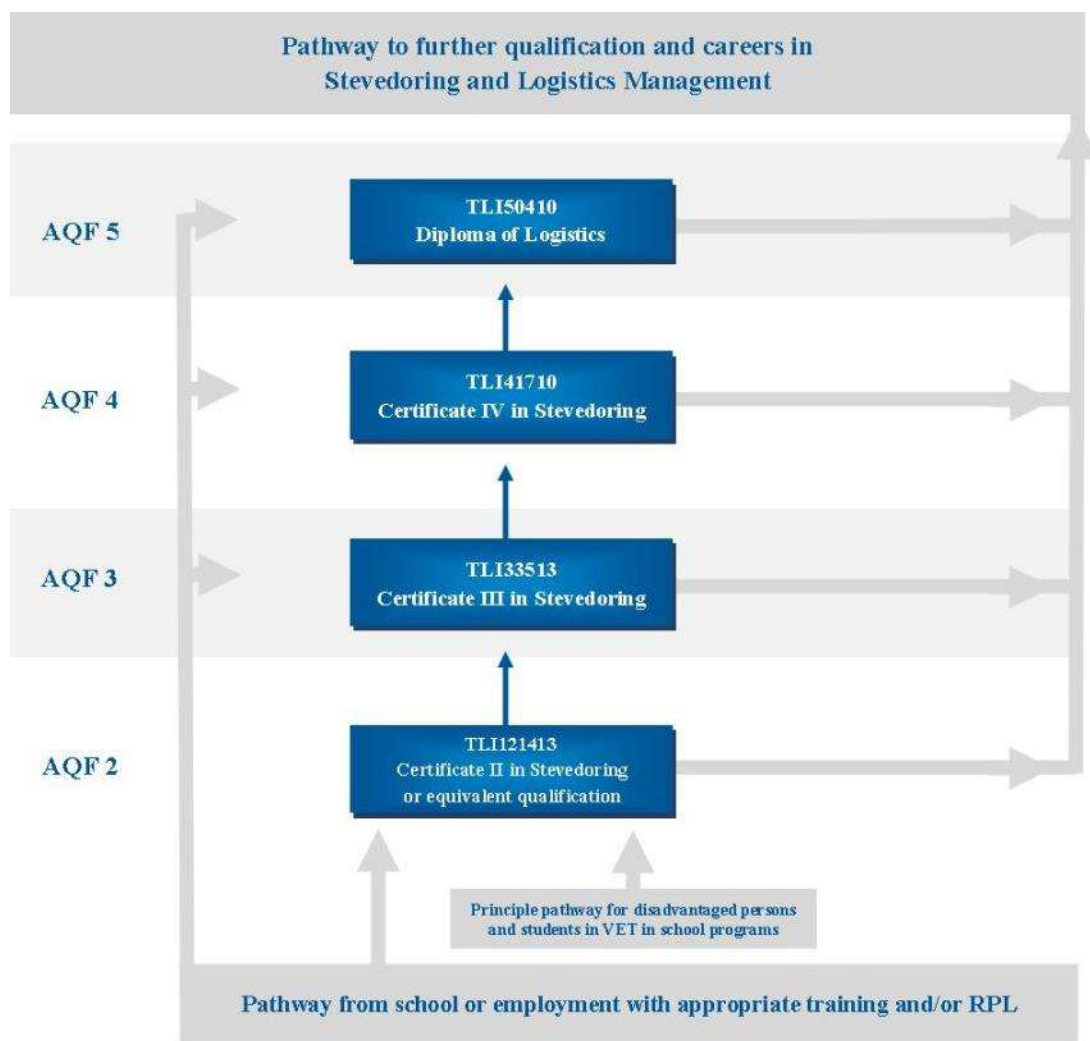 Pathway to further qualification and careers in
Stevedoring and Logistics Management
AQF 5
TLI50410
Diploma of Logistics
AQF 4
TLI41710
Certificate IV in Stevedoring
AQF 3
TLI33513
Certificate III in Stevedoring
AQF 2
TLI121413
Certificate II in Stevedoring
or equivalent qualification
Principle pathway for disadvantaged persons
and students in VET in school programs
Pathway from school or employment with appropriate training and/or RPL